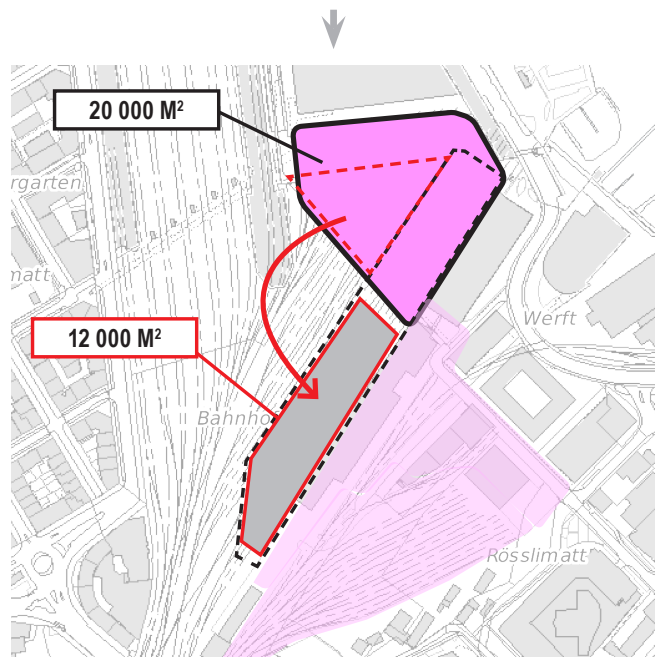 20 000 M²
rgarten
matt
Werft
12 000 M²
Bahnho
Rösslimatt